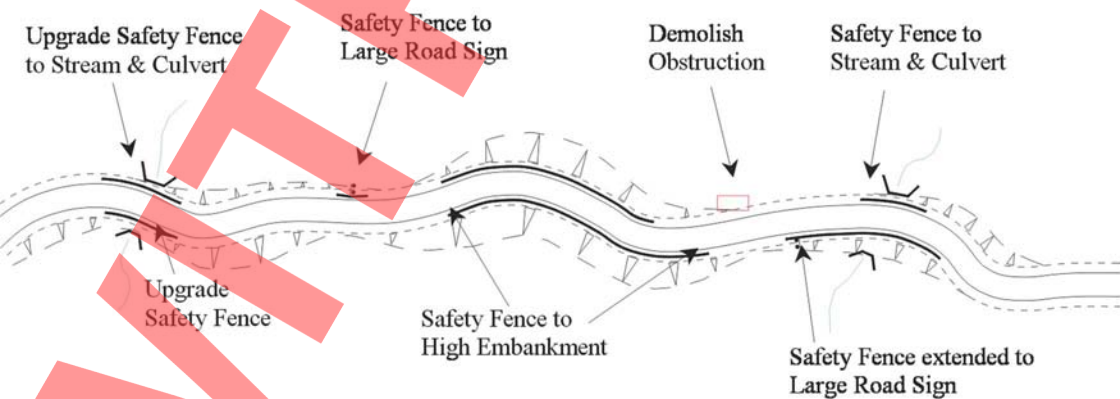 Upgrade Safety Fence
to Stream & Culvert
Safety Fence to
Large Road Sign
Demolish
Obstruction
Safety Fence to
Stream & Culvert
Upgrade
Safety Fence
Safety Fence to
High Embankment
Safety Fence extended to
Large Road Sign